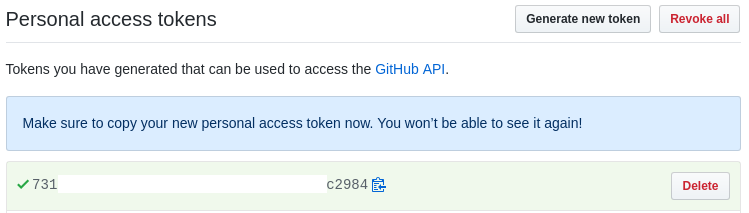 Personal access tokens
Generate new token
Revoke all
Tokens you have generated that can be used to access the GitHub API.
Make sure to copy your new personal access token now. You won’t be able to see it again!
731 c2984
Delete